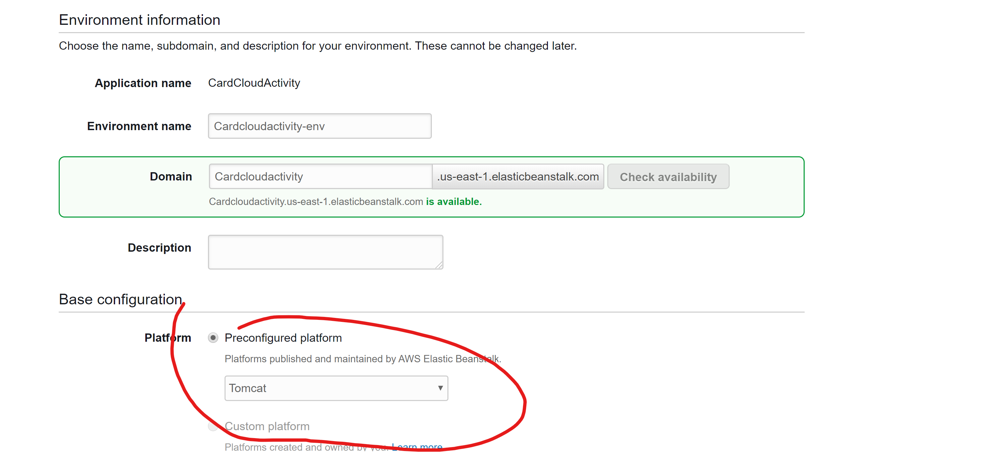 Environment information
Choose the name, subdomain, and description for your environment. These cannot be changed later.
Application name CardCloudActivity
Environment name Cardcloudactivity-env
Domain Cardcloudactivity .us-east-1.elasticbeanstalk.com Check availability
Cardcloudactivity.us-east-1.elasticbeanstalk.com is available.
Description
Base configuration
Platform Preconfigured platform
Platforms published and maintained by AWS Elastic Beanstalk.
Tomcat
Custom platform
Platforms created and owned by you. Learn more